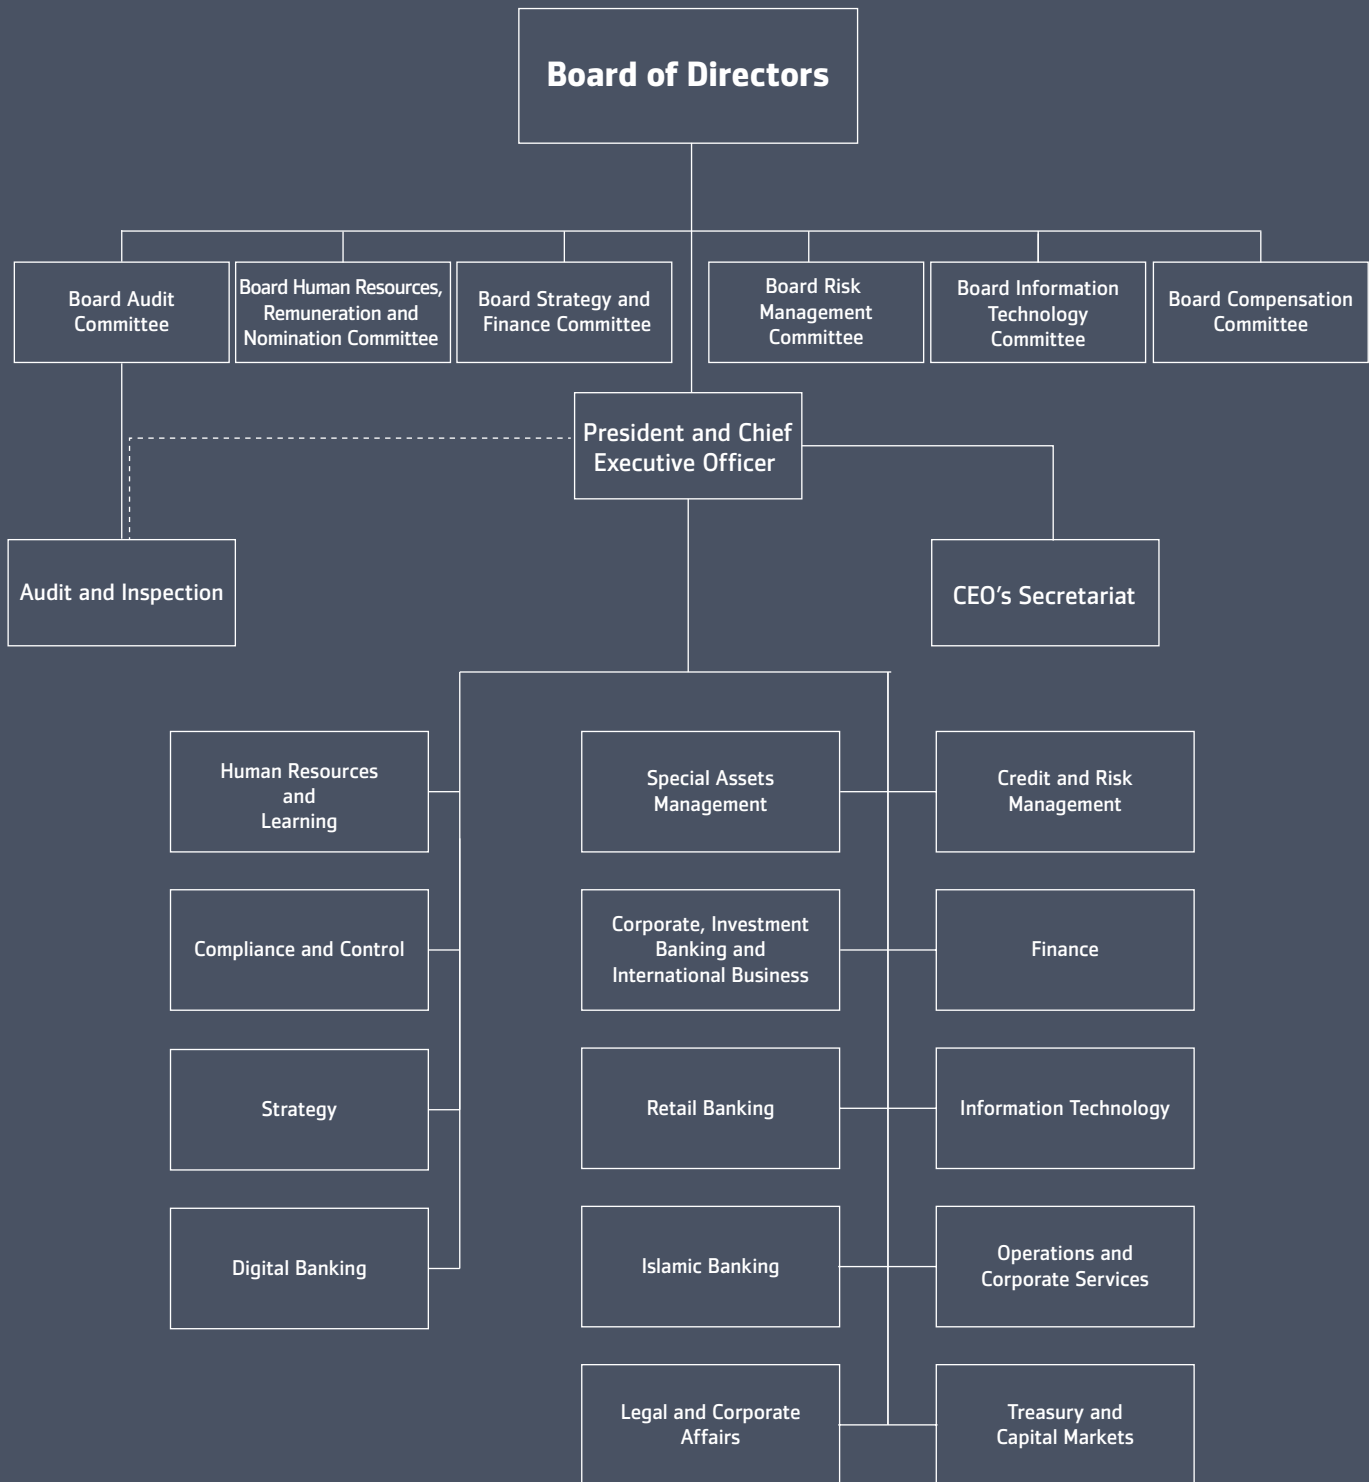 Board of Directors
Board Audit
Committee
Board Human Resources,
Remuneration and
Nomination Committee
Board Strategy and
Finance Committee
Board Risk
Management
Committee
Board Information
Technology
Committee
Board Compensation
Committee
President and Chief
Executive Officer
Audit and Inspection
CEO’s Secretariat
Human Resources
and
Learning
Special Assets
Management
Credit and Risk
Management
Compliance and Control
Corporate, Investment
Banking and
International Business
Finance
Strategy
Retail Banking
Information Technology
Digital Banking
Islamic Banking
Operations and
Corporate Services
Legal and Corporate
Affairs
Treasury and
Capital Markets